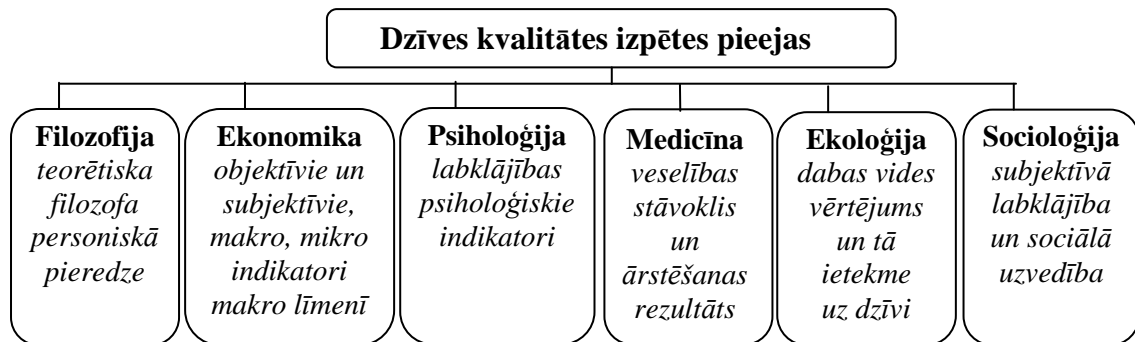 Dzīves kvalitātes izpētes pieejas
Filozofija
teorētiska
filozofa
personiskā
pieredze
Ekonomika
objektīvie un
subjektīvie,
makro, mikro
indikatori
makro līmenī
Psiholoģija
labklājības
psiholoģiskie
indikatori
Medicīna
veselības
stāvoklis
un
ārstēšanas
rezultāts
Ekoloģija
dabas vides
vērtējums
un tā
ietekme
uz dzīvi
Socioloģija
subjektīvā
labklājība
un sociālā
uzvedība